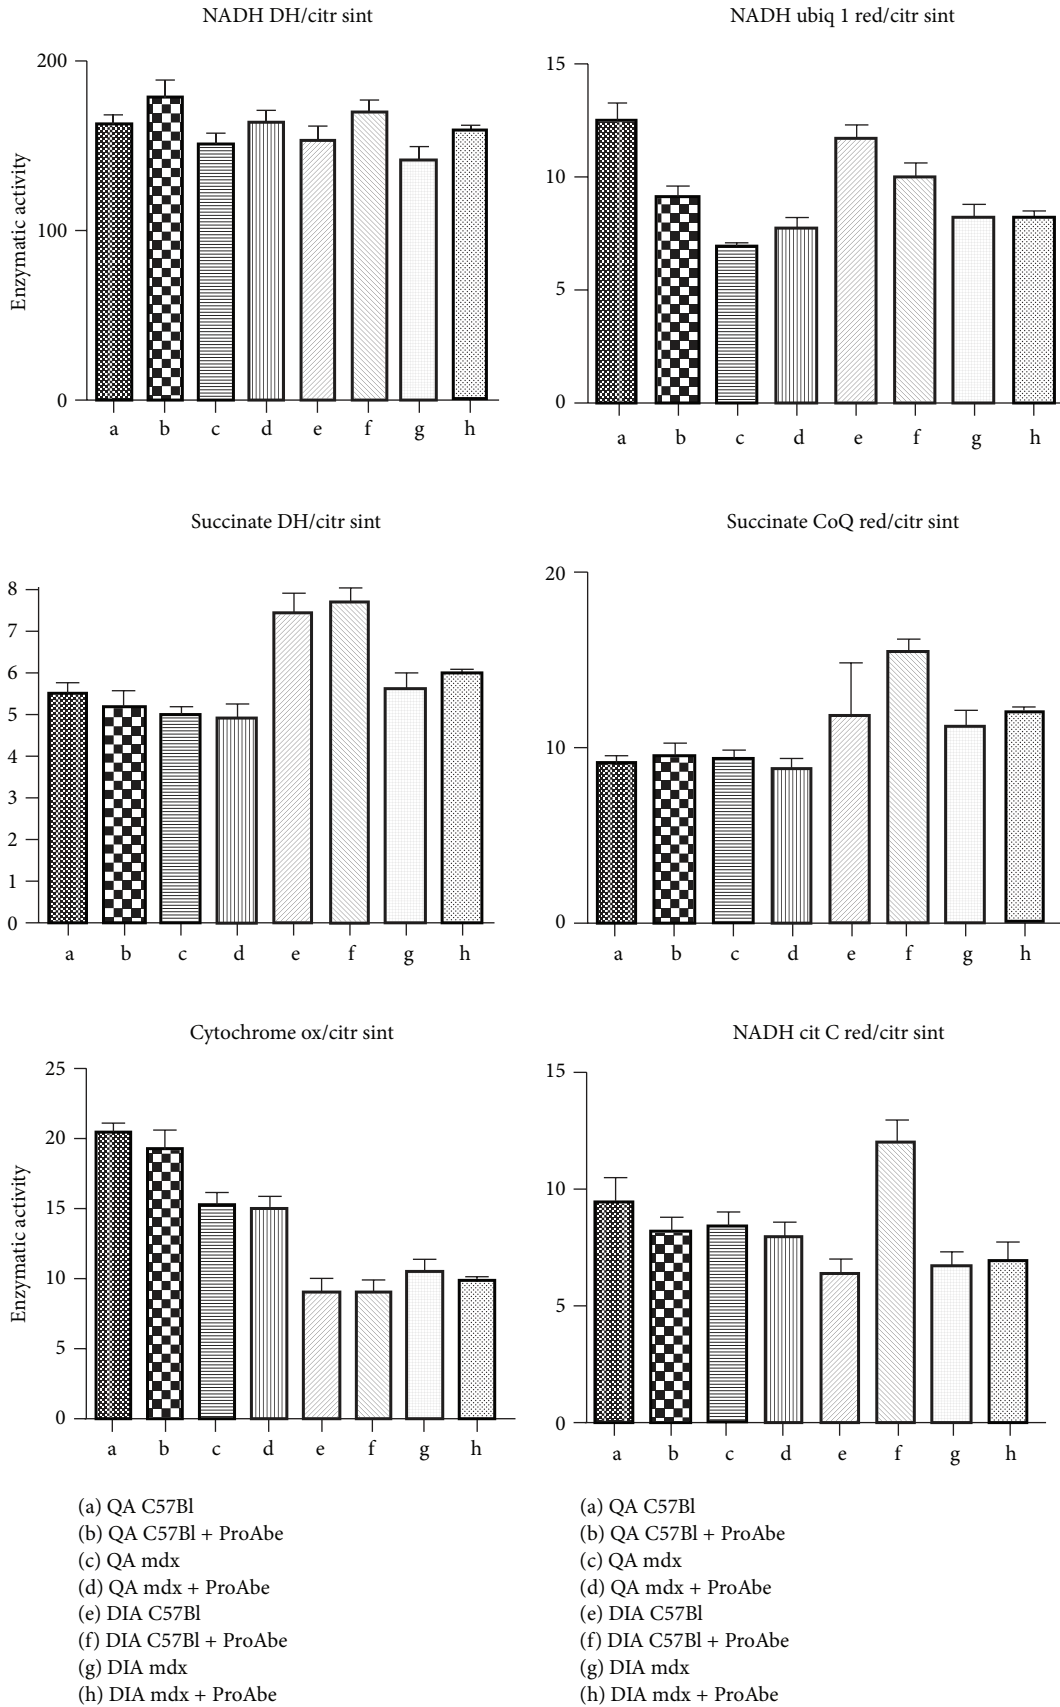 NADH DH/citr sint
200
100
0
Enzymatic activity
a b c d e f g h
NADH ubiq 1 red/citr sint
15
10
5
0
a b c d e f g h
Succinate DH/citr sint
8
7
6
5
4
3
2
1
0
a b c d e f g h
Succinate CoQ red/citr sint
20
10
0
a b c d e f g h
Cytochrome ox/citr sint
25
20
15
10
5
0
Enzymatic activity
a b c d e f g h
NADH cit C red/citr sint
15
10
5
0
a b c d e f g h
(a) QA C57Bl
(b) QA C57Bl + ProAbe
(c) QA mdx
(d) QA mdx + ProAbe
(e) DIA C57Bl
(f) DIA C57Bl + ProAbe
(g) DIA mdx
(h) DIA mdx + ProAbe
(a) QA C57Bl
(b) QA C57Bl + ProAbe
(c) QA mdx
(d) QA mdx + ProAbe
(e) DIA C57Bl
(f) DIA C57Bl + ProAbe
(g) DIA mdx
(h) DIA mdx + ProAbe